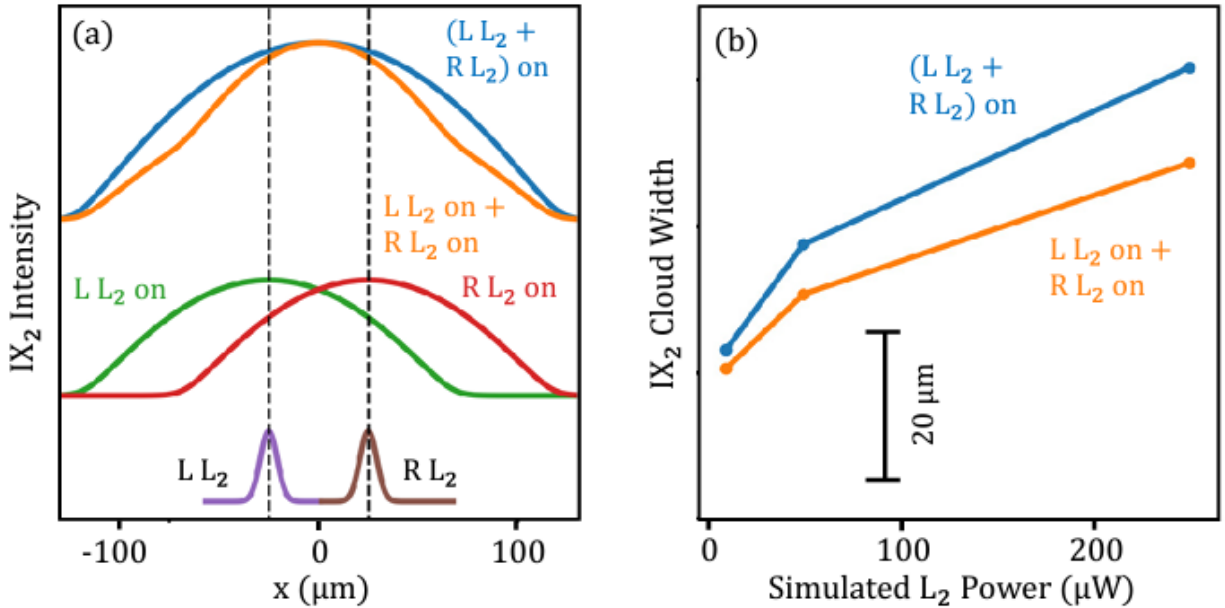 (a)
(L L₂ +
R L₂) on
L L₂ on +
R L₂ on
L L₂ on
R L₂ on
L L₂
R L₂
IX₂ Intensity
-100
0
100
x (μm)
(b)
(L L₂ +
R L₂) on
L L₂ on +
R L₂ on
20 μm
IX₂ Cloud Width
0
100
200
Simulated L₂ Power (μW)